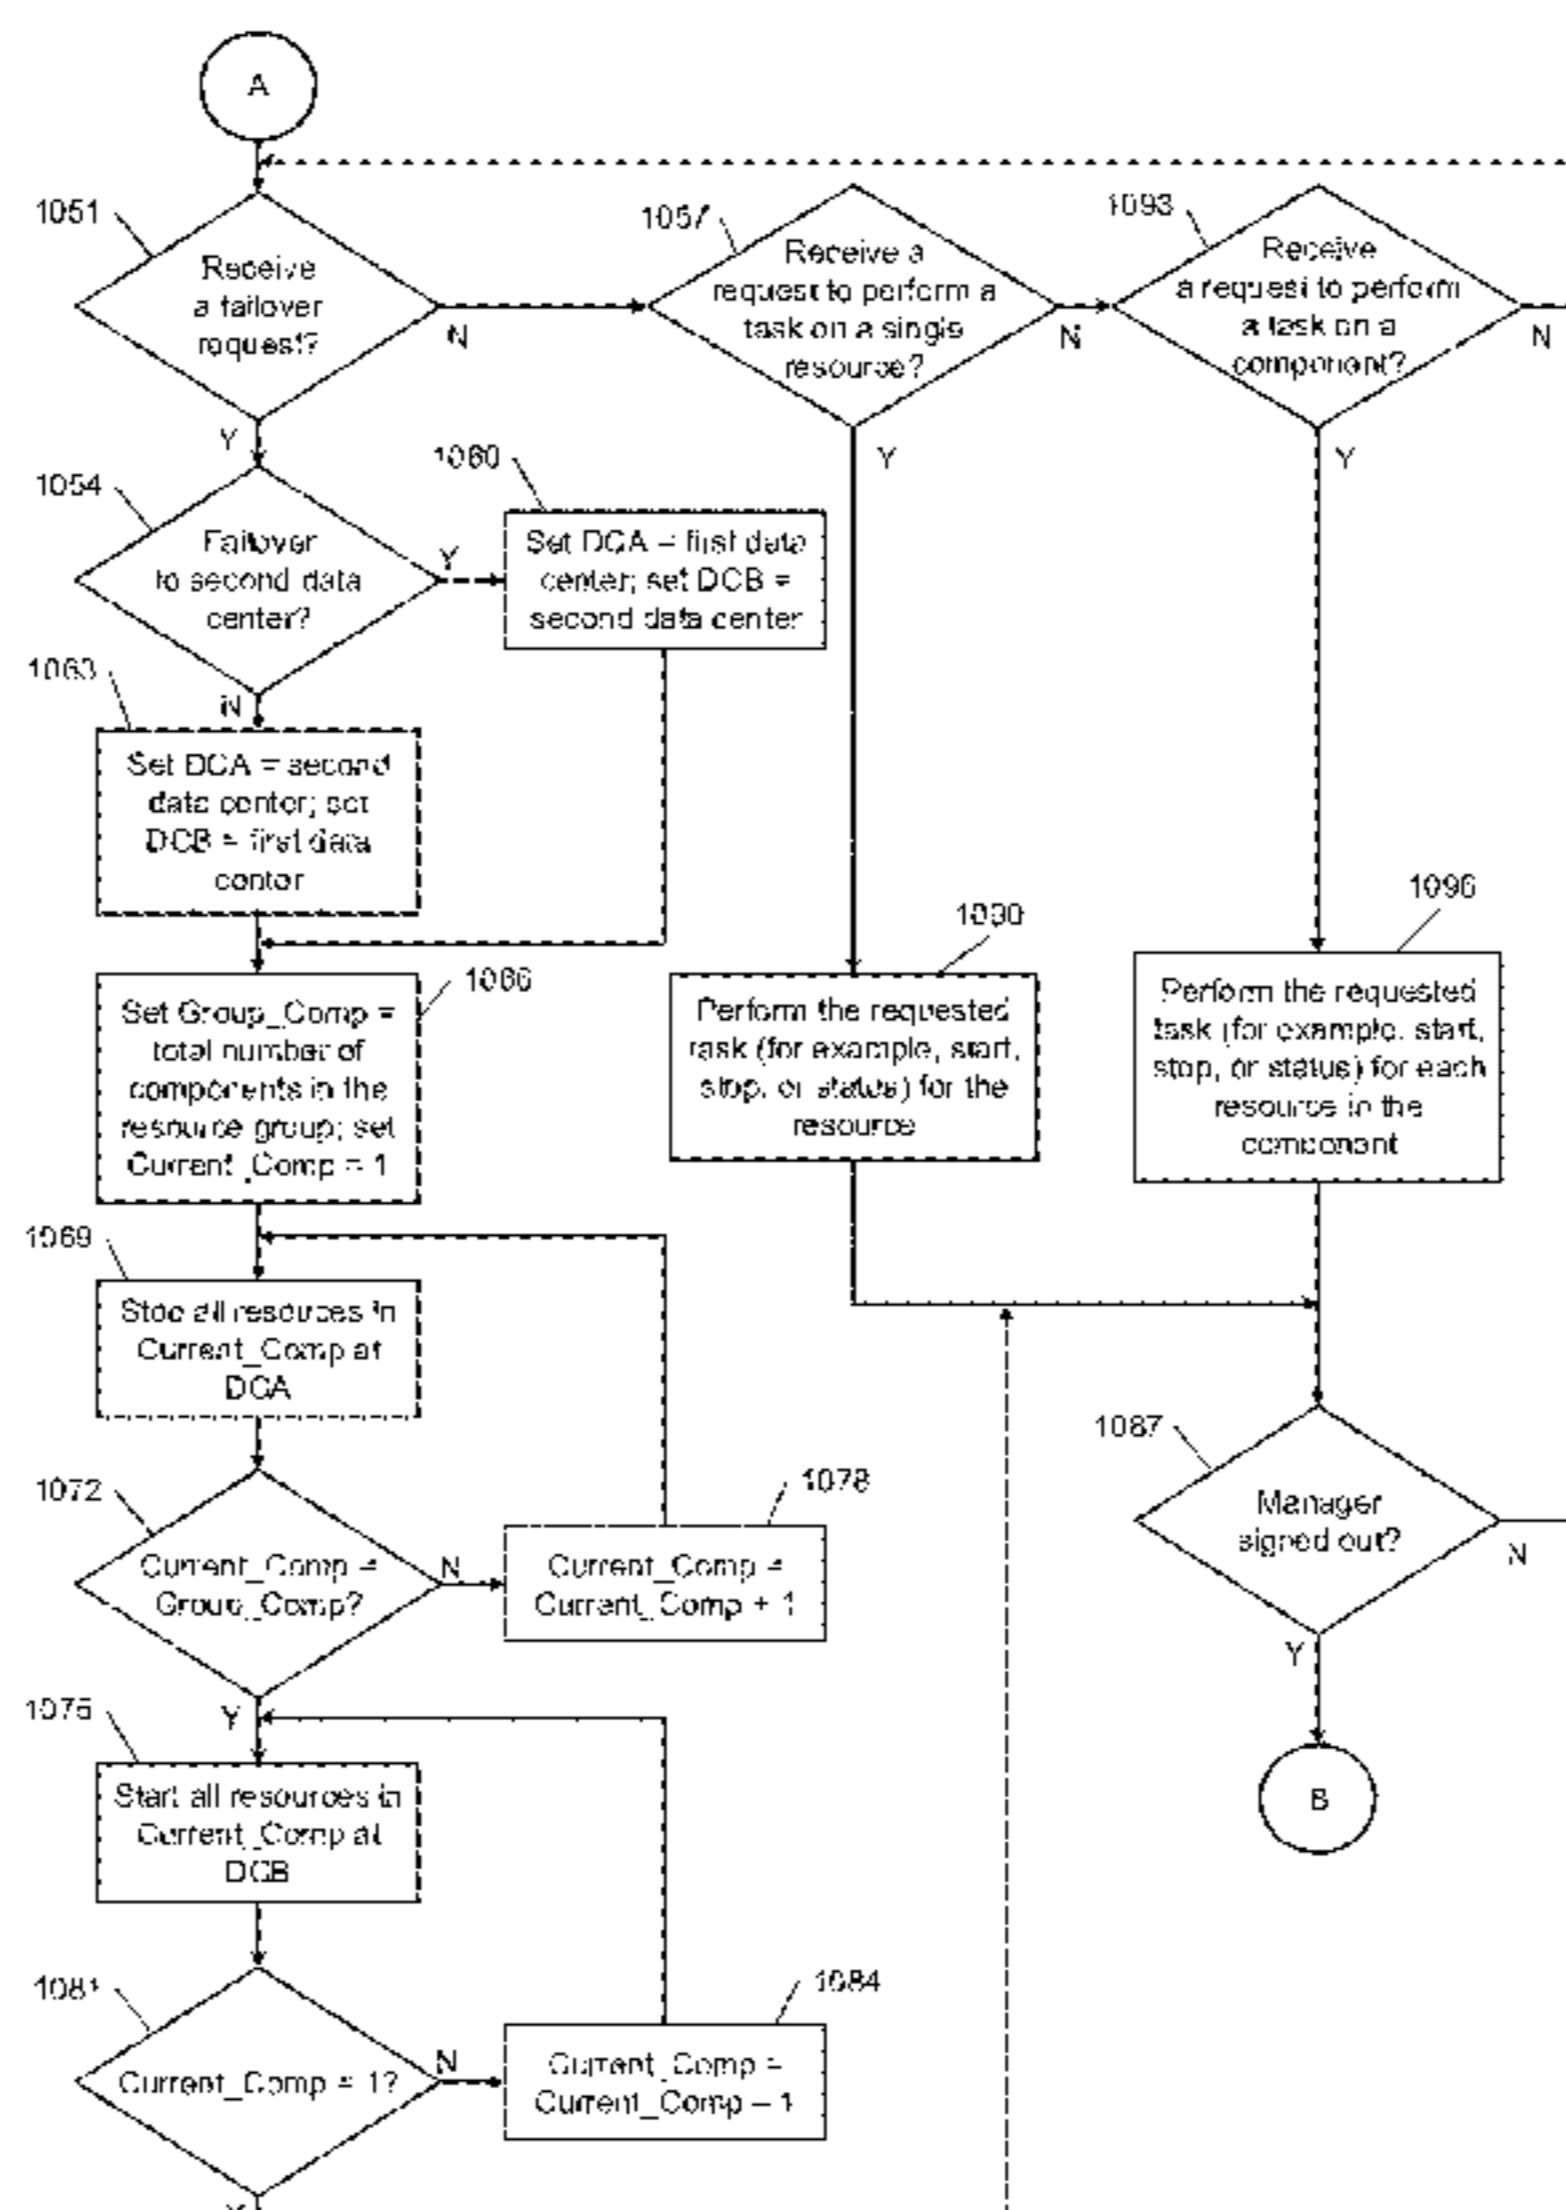 A
1051
Receive
a failover
request?
N
Y
1057
Receive a
request to perform a
task on a single
resource?
N
Y
1093
Receive
a request to perform
a task on a
component?
N
Y
1054
Failover
to second data
center?
Y
N
1060
Set DCA = first data
center; set DCB =
second data center
1063
Set DCA = second
data center; set
DCB = first data
center
1066
Set Group_Comp =
total number of
components in the
resource group; set
Current_Comp = 1
1090
Perform the requested
task (for example, start,
stop, or status) for the
resource
1096
Perform the requested
task (for example, start,
stop, or status) for each
resource in the
component
1069
Stop all resources in
Current_Comp at
DCA
1072
Current_Comp =
Group_Comp?
N
Y
1078
Current_Comp =
Current_Comp + 1
1087
Manager
signed out?
N
Y
B
1075
Start all resources in
Current_Comp at
DCB
1081
Current_Comp = 1?
N
Y
1084
Current_Comp =
Current_Comp – 1